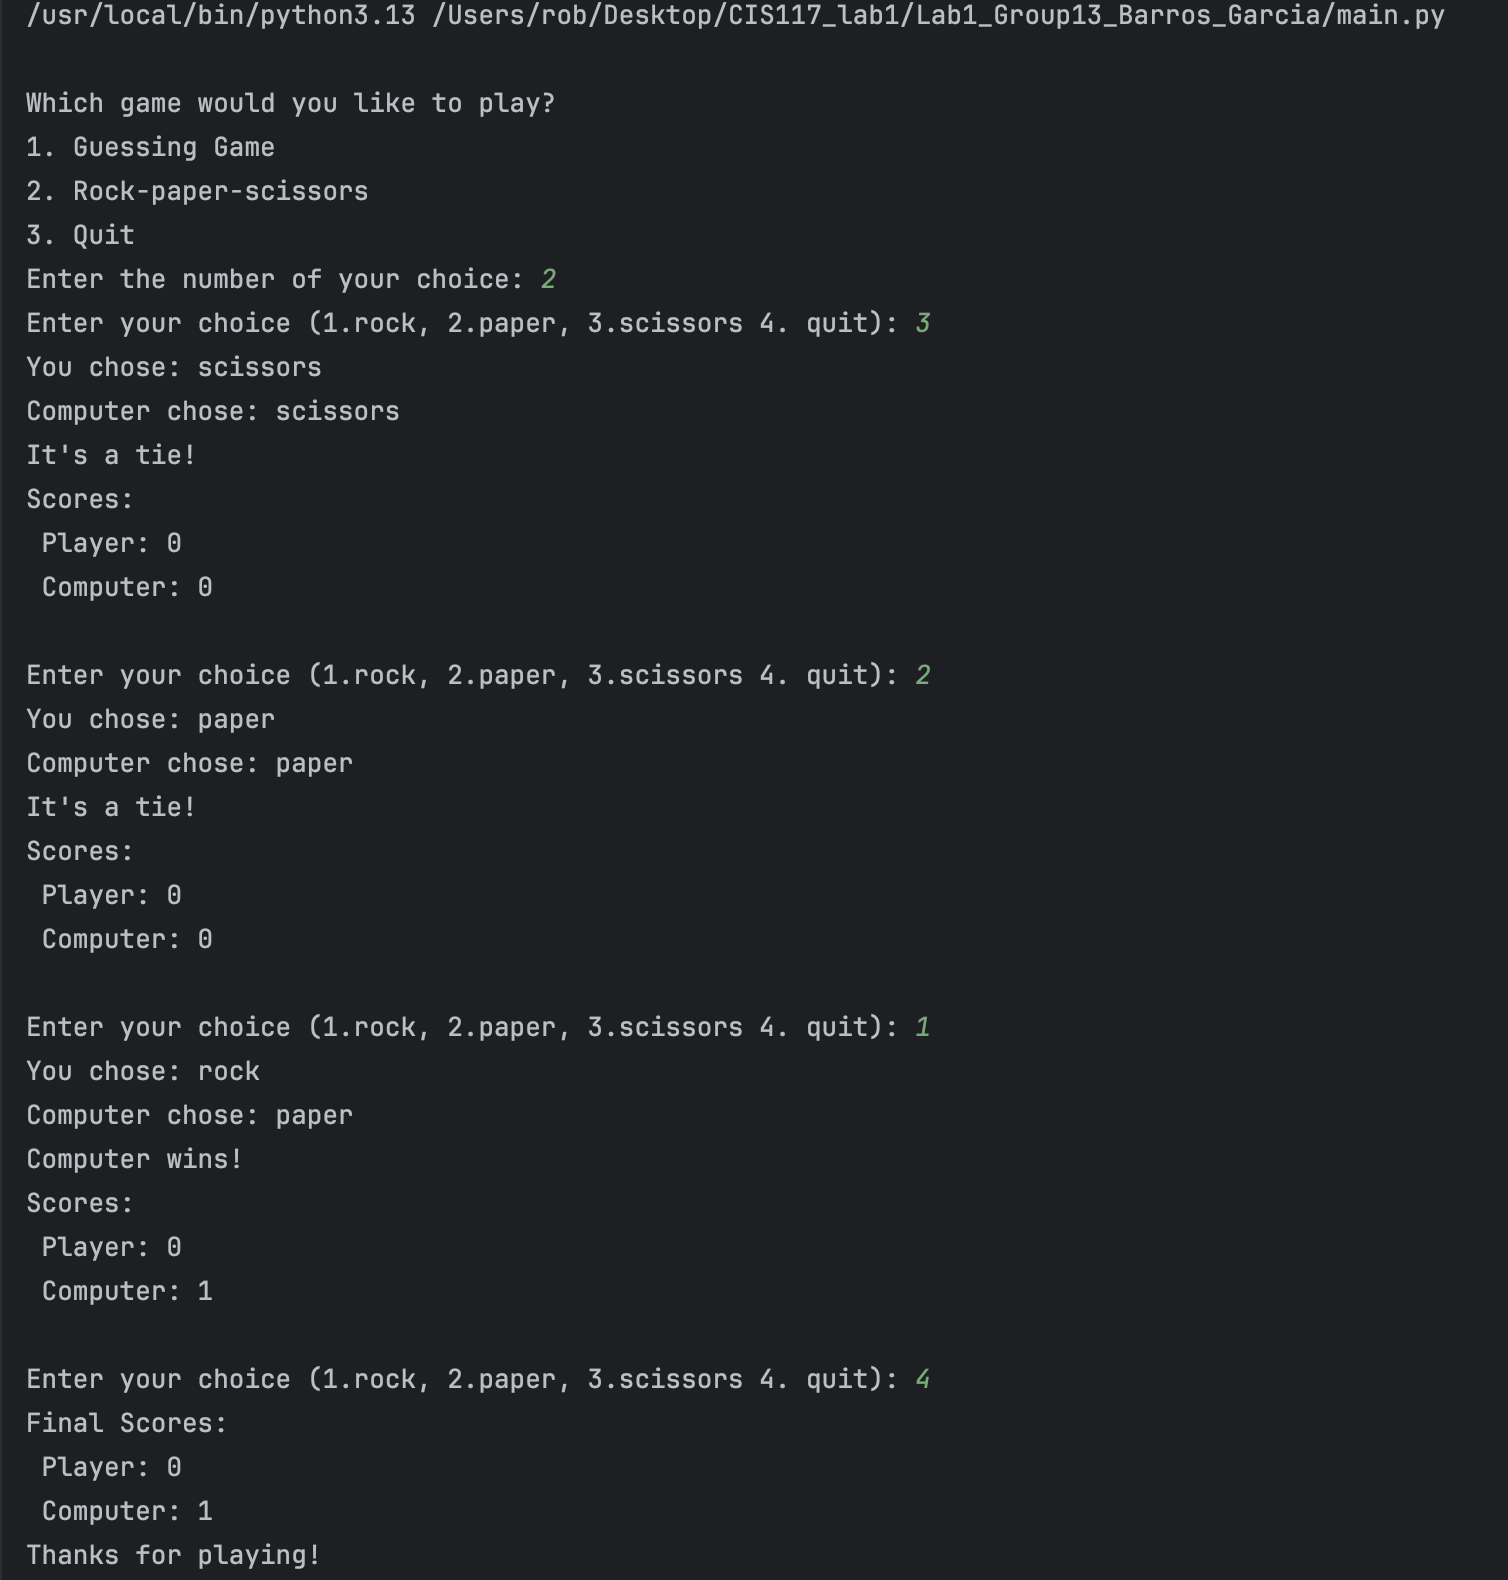 /usr/local/bin/python3.13 /Users/rob/Desktop/CIS117_lab1/Lab1_Group13_Barros_Garcia/main.py
Which game would you like to play?
1. Guessing Game
2. Rock-paper-scissors
3. Quit
Enter the number of your choice: 2
Enter your choice (1.rock, 2.paper, 3.scissors 4. quit): 3
You chose: scissors
Computer chose: scissors
It's a tie!
Scores:
 Player: 0
 Computer: 0
Enter your choice (1.rock, 2.paper, 3.scissors 4. quit): 2
You chose: paper
Computer chose: paper
It's a tie!
Scores:
 Player: 0
 Computer: 0
Enter your choice (1.rock, 2.paper, 3.scissors 4. quit): 1
You chose: rock
Computer chose: paper
Computer wins!
Scores:
 Player: 0
 Computer: 1
Enter your choice (1.rock, 2.paper, 3.scissors 4. quit): 4
Final Scores:
 Player: 0
 Computer: 1
Thanks for playing!